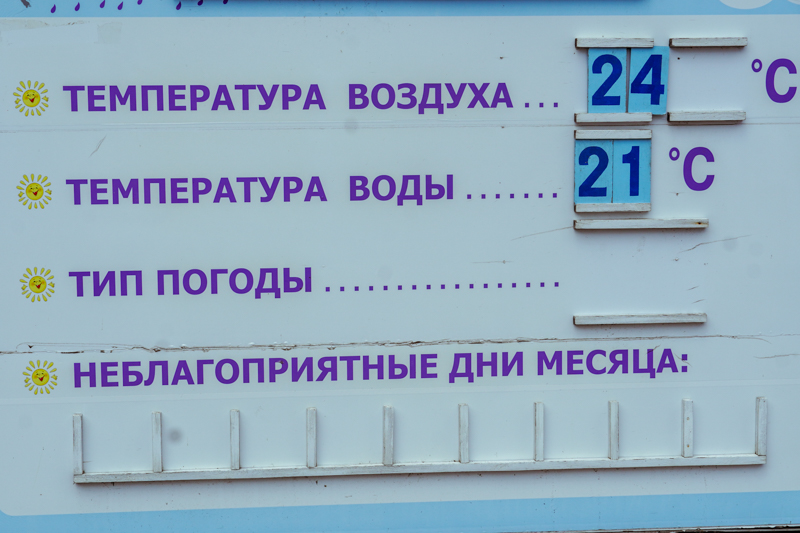 ТЕМПЕРАТУРА ВОЗДУХА ... 24 °C
ТЕМПЕРАТУРА ВОДЫ ....... 21 °C
ТИП ПОГОДЫ .................
НЕБЛАГОПРИЯТНЫЕ ДНИ МЕСЯЦА: